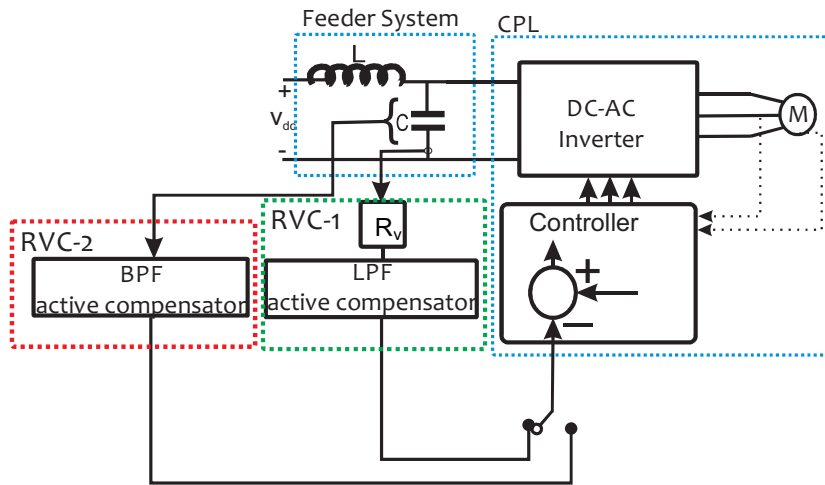 Feeder System
CPL
L
+
V_dc
-
C
DC-AC
Inverter
M
RVC-2
BPF
active compensator
RVC-1
R_v
LPF
active compensator
Controller
+
−